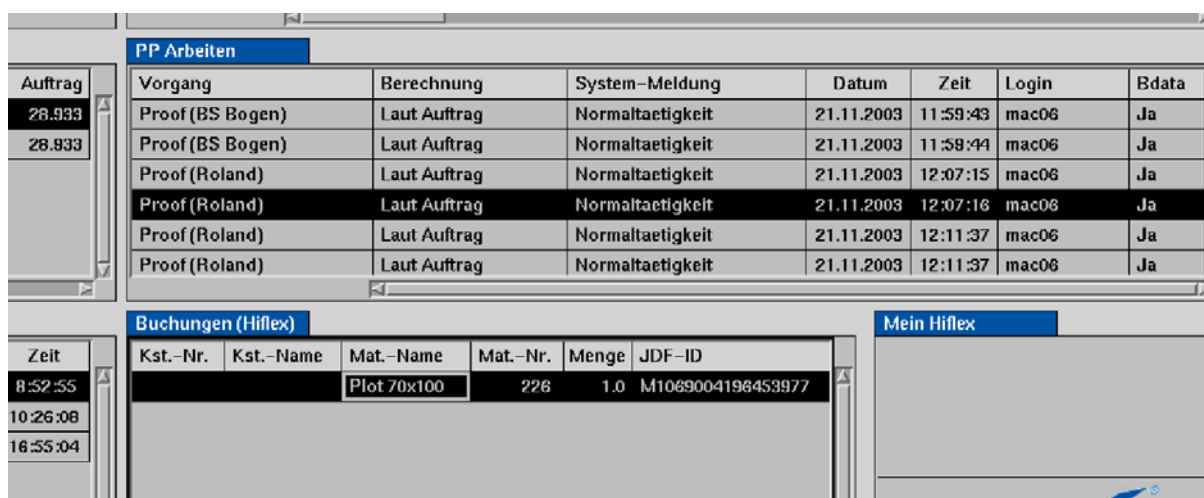 PP Arbeiten
Auftrag Vorgang Berechnung System-Meldung Datum Zeit Login Bdata
28.933 Proof (BS Bogen) Laut Auftrag Normaltaetigkeit 21.11.2003 11:59:43 mac06 Ja
28.933 Proof (BS Bogen) Laut Auftrag Normaltaetigkeit 21.11.2003 11:59:44 mac06 Ja
Proof (Roland) Laut Auftrag Normaltaetigkeit 21.11.2003 12:07:15 mac06 Ja
Proof (Roland) Laut Auftrag Normaltaetigkeit 21.11.2003 12:07:16 mac06 Ja
Proof (Roland) Laut Auftrag Normaltaetigkeit 21.11.2003 12:11:37 mac06 Ja
Proof (Roland) Laut Auftrag Normaltaetigkeit 21.11.2003 12:11:37 mac06 Ja
Buchungen (Hiflex) Mein Hiflex
Zeit Kst.-Nr. Kst.-Name Mat.-Name Mat.-Nr. Menge JDF-ID
8:52:55 Plot 70x100 226 1.0 M1069004196453977
10:26:08
16:55:04